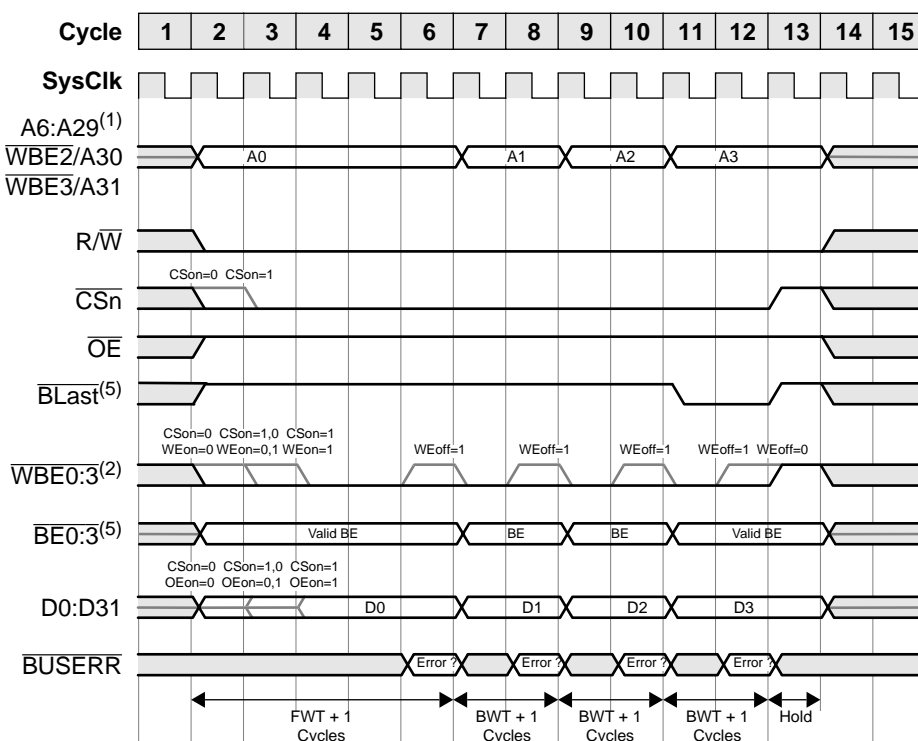 Cycle 1 2 3 4 5 6 7 8 9 10 11 12 13 14 15
SysClk
A6:A29(1)
WBE2/A30 A0 A1 A2 A3
WBE3/A31
R/W
CSon=0 CSon=1
CSn
OE
BLast(5)
CSon=0 CSon=1,0 CSon=1
WEon=0 WEon=0,1 WEon=1 WEoff=1 WEoff=1 WEoff=1 WEoff=1 WEoff=0
WBE0:3(2)
BE0:3(5) Valid BE BE BE Valid BE
CSon=0 CSon=1,0 CSon=1
OEon=0 OEon=0,1 OEon=1
D0:D31 D0 D1 D2 D3
BUSERR Error ? Error ? Error ? Error ?
FWT + 1 BWT + 1 BWT + 1 BWT + 1 Hold
Cycles Cycles Cycles Cycles